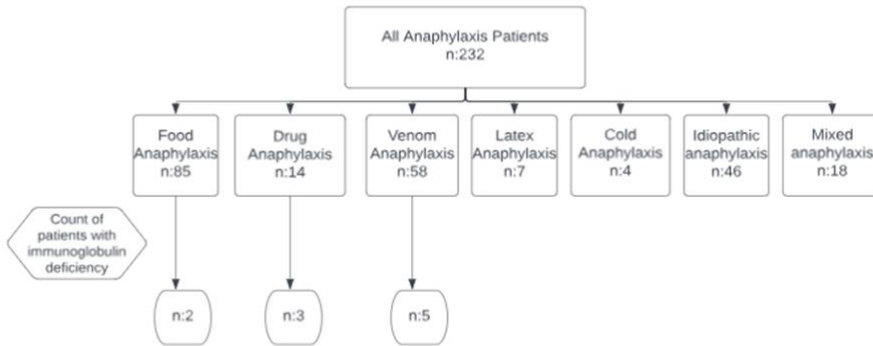 All Anaphylaxis Patients
n:232
Food
Anaphylaxis
n:85
Drug
Anaphylaxis
n:14
Venom
Anaphylaxis
n:58
Latex
Anaphylaxis
n:7
Cold
Anaphylaxis
n:4
Idiopathic
anaphylaxis
n:46
Mixed
anaphylaxis
n:18
Count of
patients with
immunoglobulin
deficiency
n:2
n:3
n:5